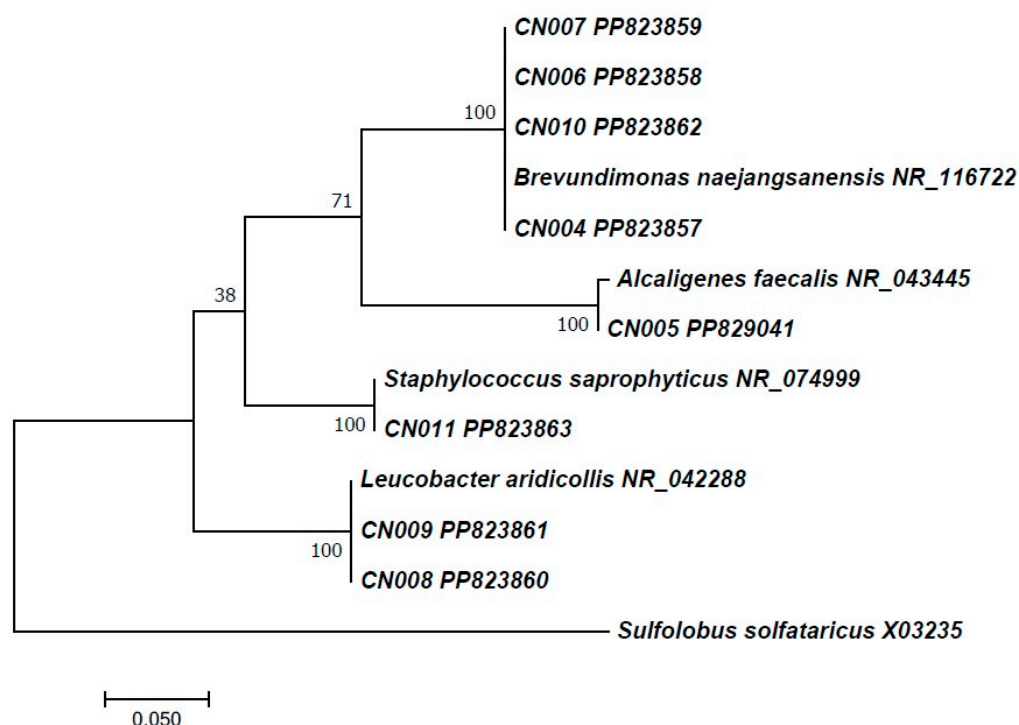 CN007 PP823859
CN006 PP823858
100
CN010 PP823862
Brevundimonas naejangsanensis NR_116722
71
CN004 PP823857
Alcaligenes faecalis NR_043445
38
100
CN005 PP829041
Staphylococcus saprophyticus NR_074999
100
CN011 PP823863
Leucobacter aridicollis NR_042288
CN009 PP823861
100
CN008 PP823860
Sulfolobus solfataricus X03235
0.050